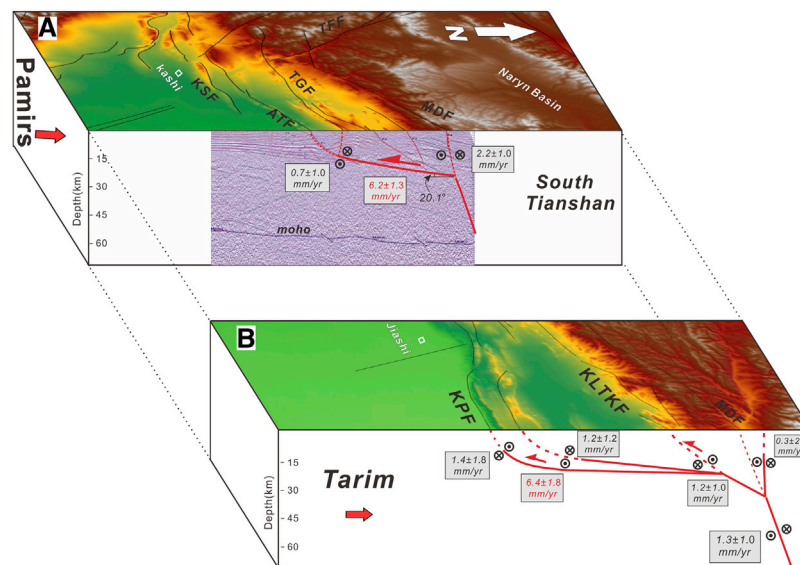 A
Pamirs
kashi
KSF
ATF
TGF
TFF
MDF
N
Naryn Basin
Depth(km)
15
30
45
60
0.7±1.0
mm/yr
6.2±1.3
mm/yr
20.1°
2.2±1.0
mm/yr
moho
South
Tianshan
B
Jiashi
KPF
KLTKF
MDF
Depth(km)
15
30
45
60
Tarim
1.4±1.8
mm/yr
6.4±1.8
mm/yr
1.2±1.2
mm/yr
1.2±1.0
mm/yr
0.3±2
mm/y
1.3±1.0
mm/yr